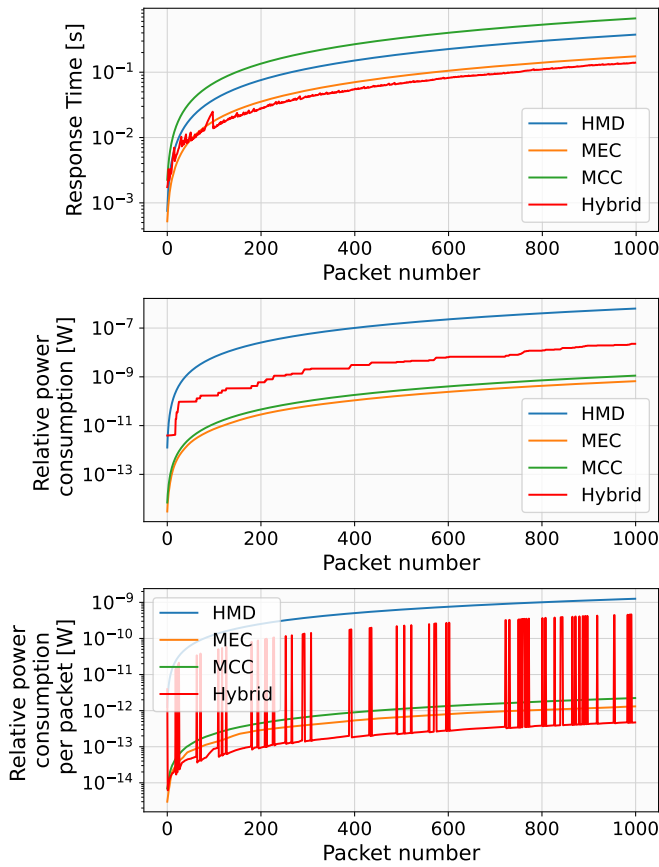 Response Time [s]
10⁻¹
10⁻²
10⁻³
HMD
MEC
MCC
Hybrid
0 200 400 600 800 1000
Packet number
Relative power
consumption [W]
10⁻⁷
10⁻⁹
10⁻¹¹
10⁻¹³
HMD
MEC
MCC
Hybrid
0 200 400 600 800 1000
Packet number
Relative power
consumption
per packet [W]
10⁻⁹
10⁻¹⁰
10⁻¹¹
10⁻¹²
10⁻¹³
10⁻¹⁴
HMD
MEC
MCC
Hybrid
0 200 400 600 800 1000
Packet number